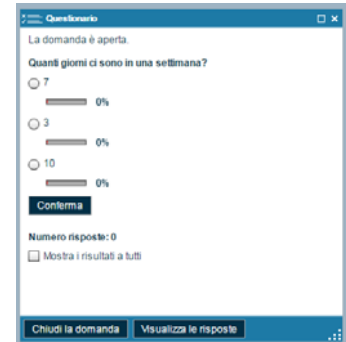 Questionario
La domanda è aperta.
Quanti giorni ci sono in una settimana?
7
0%
3
0%
10
0%
Conferma
Numero risposte: 0
Mostra i risultati a tutti
Chiudi la domanda Visualizza le risposte